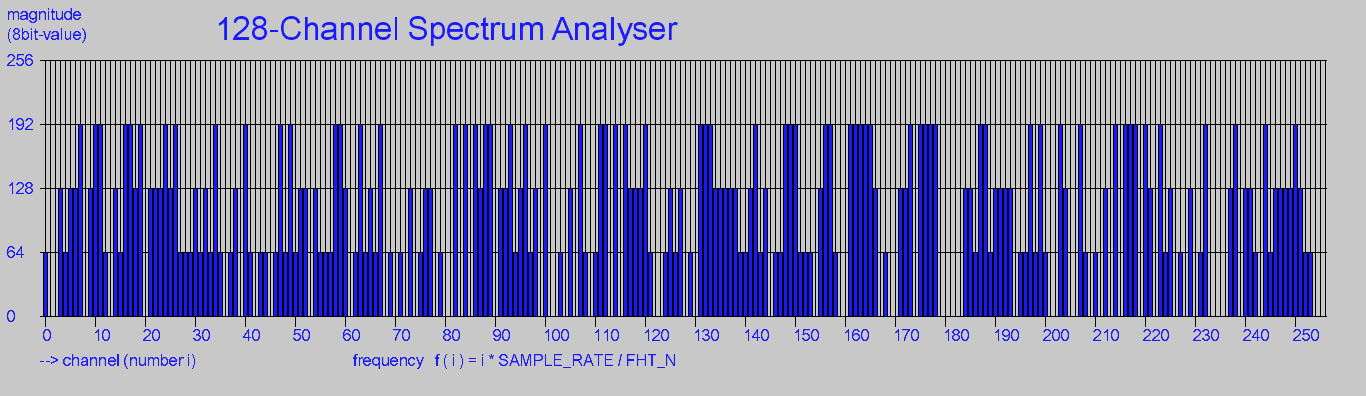 magnitude
(8bit-value)
128-Channel Spectrum Analyser
256
192
128
64
0
0 10 20 30 40 50 60 70 80 90 100 110 120 130 140 150 160 170 180 190 200 210 220 230 240 250
--> channel (number i)
frequency f ( i ) = i * SAMPLE_RATE / FHT_N